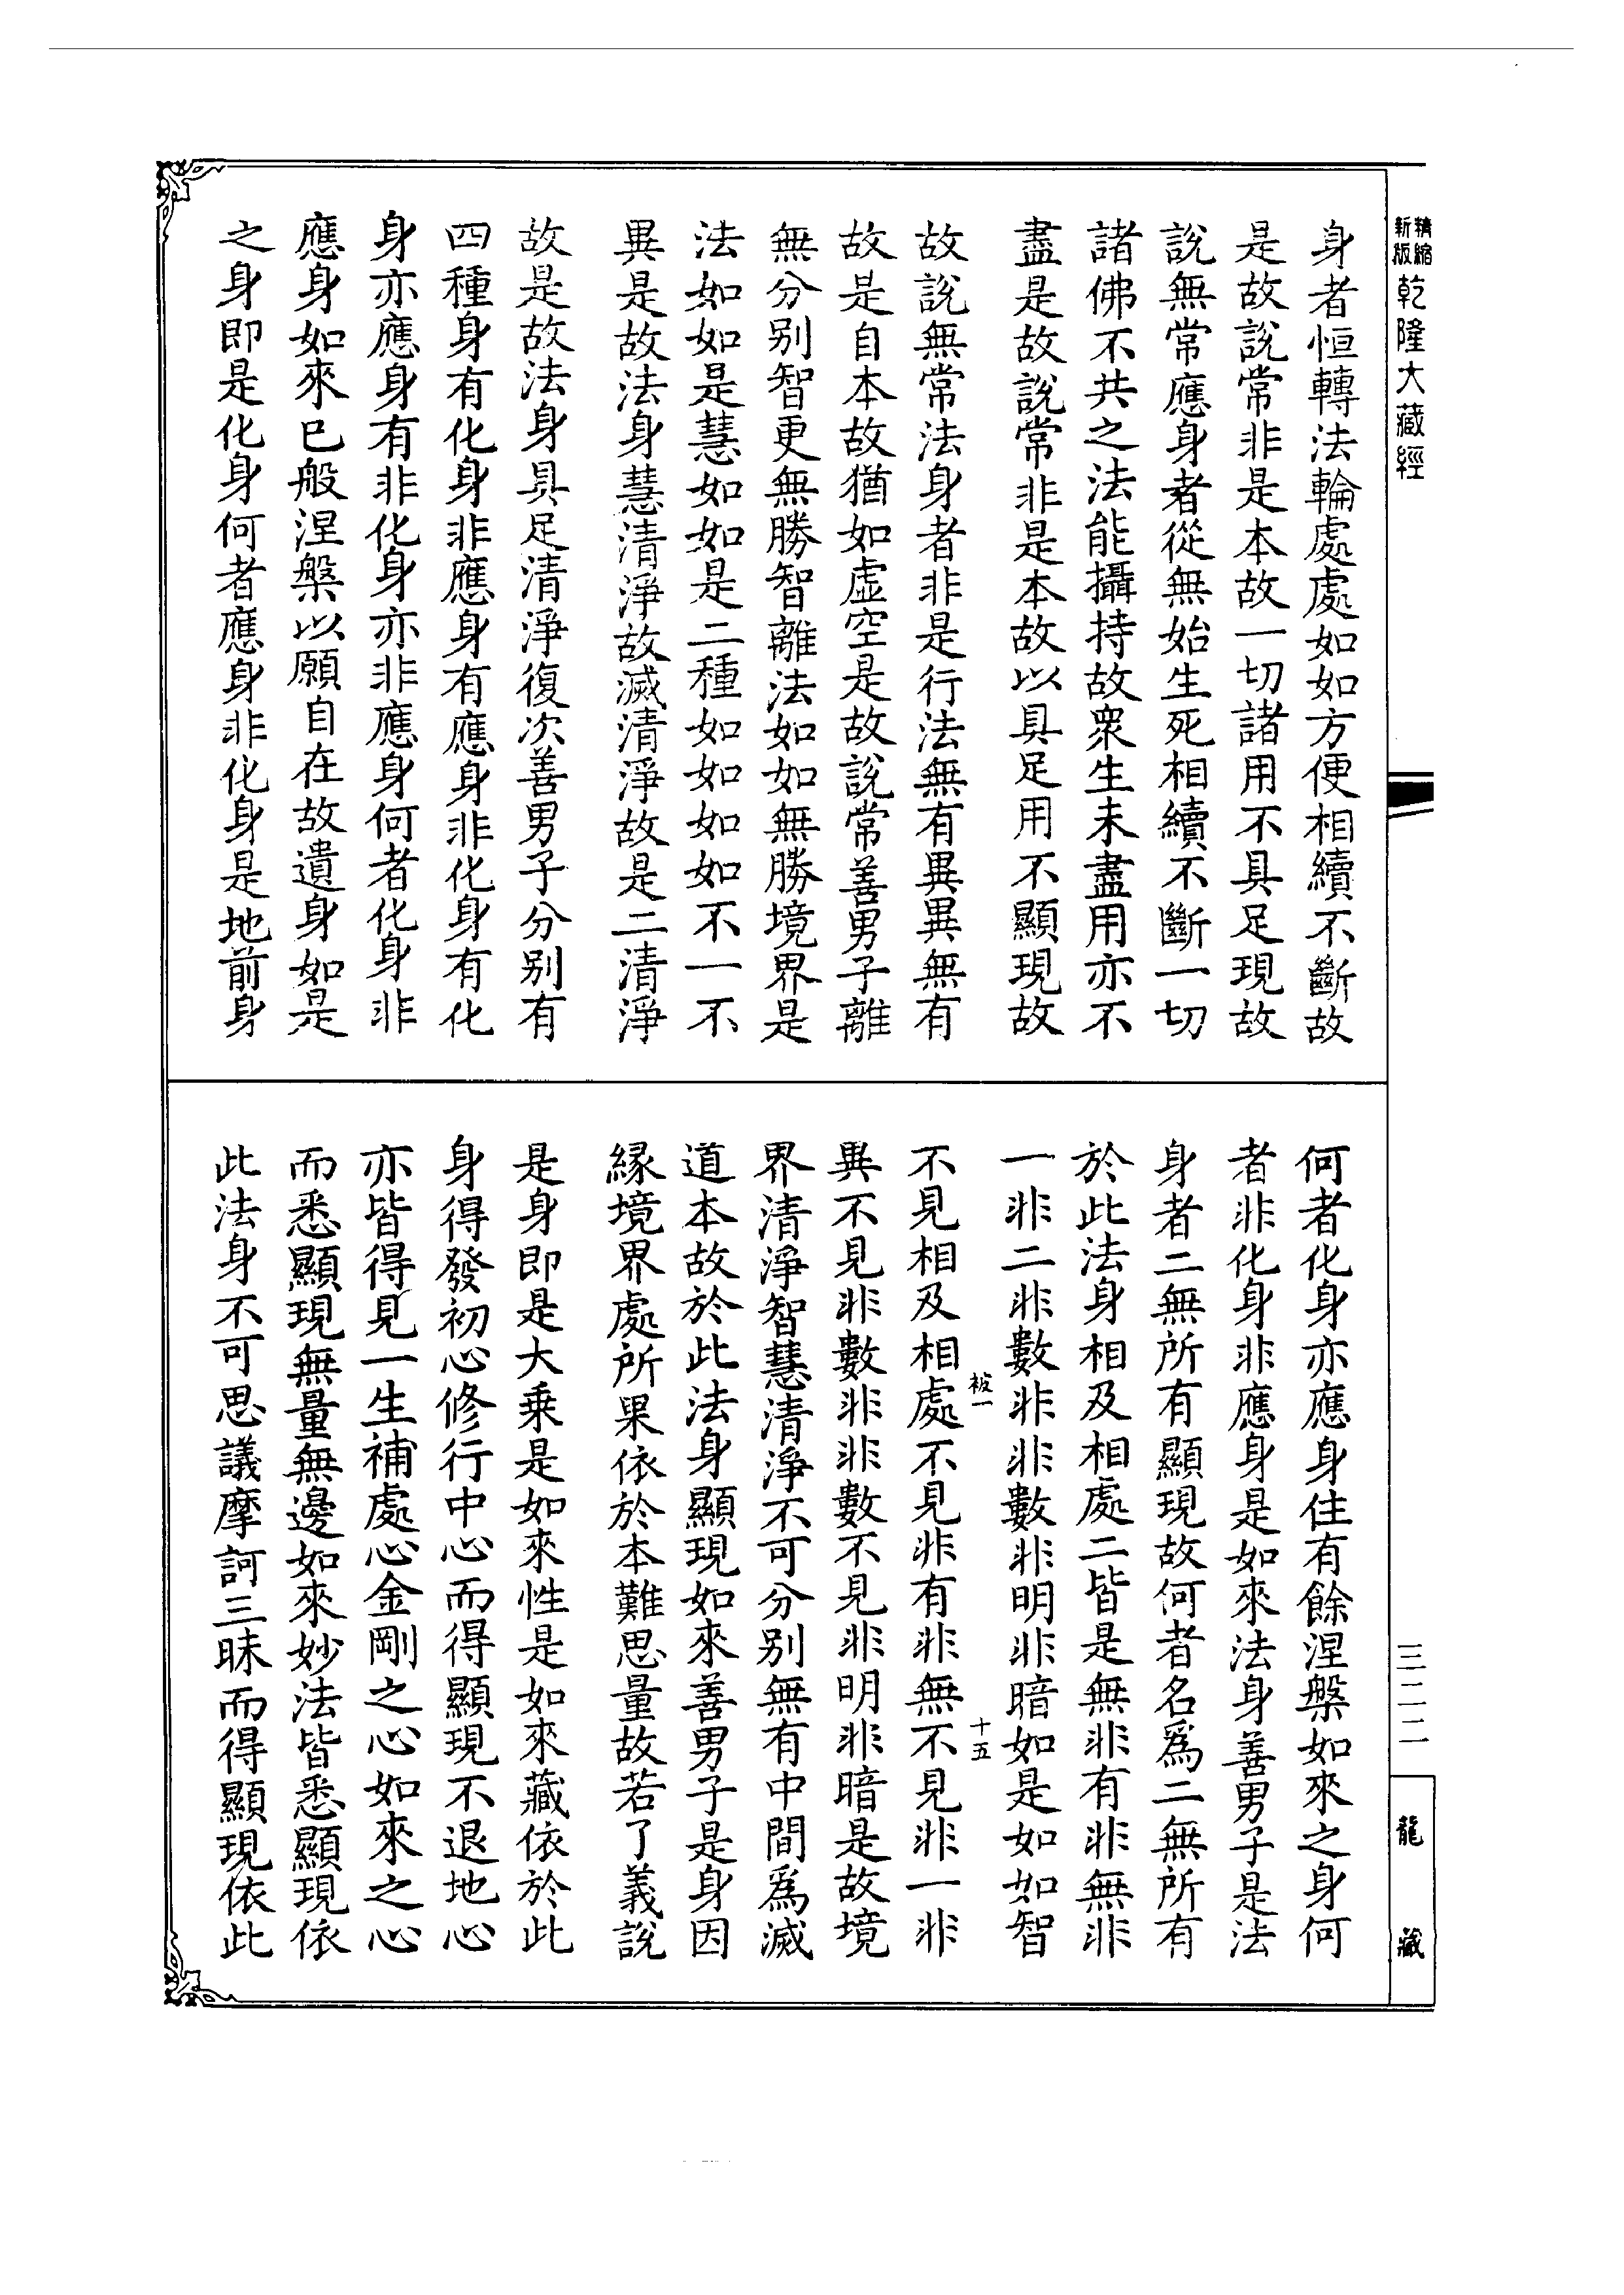 精縮新版乾隆大藏經
身者恒轉法輪處處如如方便相續不斷故
是故說常非是本故一切諸用不具足現故
說無常應身者從無始生死相續不斷一切
諸佛不共之法能攝持故衆生未盡用亦不
盡是故說常非是本故以具足用不顯現故
故說無常法身者非是行法無有異異無有
故是自本故猶如虛空是故說常善男子離
無分别智更無勝智離法如如無勝境界是
法如如是慧如如是二種如如如如不一不
異是故法身慧清淨故滅清淨故是二清淨
故是故法身具足清淨復次善男子分别有
四種身有化身非應身有應身非化身有化
身亦應身有非化身亦非應身何者化身非
應身如來已般涅槃以願自在故遺身如是
之身即是化身何者應身非化身是地前身
何者化身亦應身住有餘涅槃如來之身何
者非化身非應身是如來法身善男子是法
身者二無所有顯現故何者名爲二無所有
於此法身相及相處二皆是無非有非無非
一非二非數非非數非明非暗如是如如智
不見相及相處不見非有非無不見非一非
異不見非數非非數不見非明非暗是故境
界清淨智慧清淨不可分别無有中間爲滅
道本故於此法身顯現如來善男子是身因
緣境界處所果依於本難思量故若了義說
是身即是大乘是如來性是如來藏依於此
身得發初心修行中心而得顯現不退地心
亦皆得見一生補處心金剛之心如來之心
而悉顯現無量無邊如來妙法皆悉顯現依
此法身不可思議摩訶三昧而得顯現依此
被一
十五
三二二
龍藏